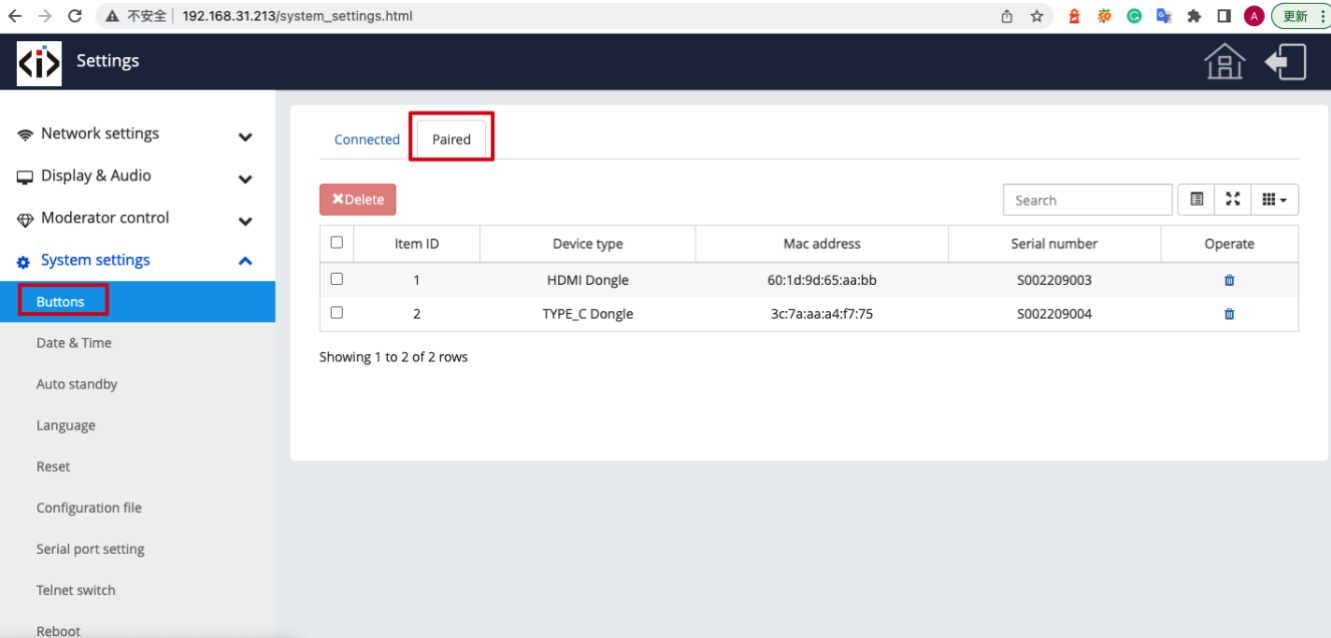 不安全 192.168.31.213/system_settings.html A 更新
<i> Settings
Network settings
Display & Audio
Moderator control
System settings
Buttons
Date & Time
Auto standby
Language
Reset
Configuration file
Serial port setting
Telnet switch
Reboot
Connected Paired
Delete Search
Item ID Device type Mac address Serial number Operate
1 HDMI Dongle 60:1d:9d:65:aa:bb S002209003
2 TYPE_C Dongle 3c:7a:aa:a4:f7:75 S002209004
Showing 1 to 2 of 2 rows